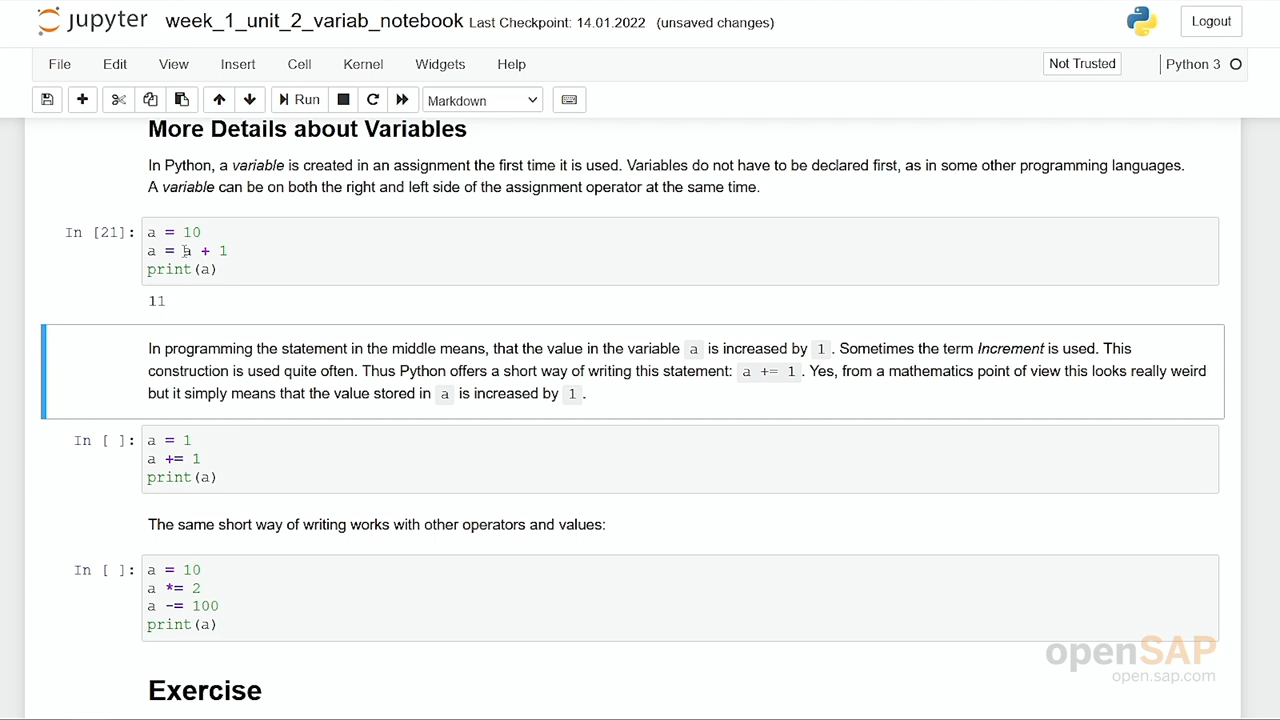 jupyter week_1_unit_2_variab_notebook Last Checkpoint: 14.01.2022 (unsaved changes) Logout
File Edit View Insert Cell Kernel Widgets Help Not Trusted Python 3
Run Markdown
More Details about Variables
In Python, a variable is created in an assignment the first time it is used. Variables do not have to be declared first, as in some other programming languages.
A variable can be on both the right and left side of the assignment operator at the same time.
In [21]: a = 10
a = a + 1
print(a)
11
In programming the statement in the middle means, that the value in the variable a is increased by 1. Sometimes the term Increment is used. This
construction is used quite often. Thus Python offers a short way of writing this statement: a += 1. Yes, from a mathematics point of view this looks really weird
but it simply means that the value stored in a is increased by 1.
In [ ]: a = 1
a += 1
print(a)
The same short way of writing works with other operators and values:
In [ ]: a = 10
a *= 2
a -= 100
print(a)
openSAP
open.sap.com
Exercise